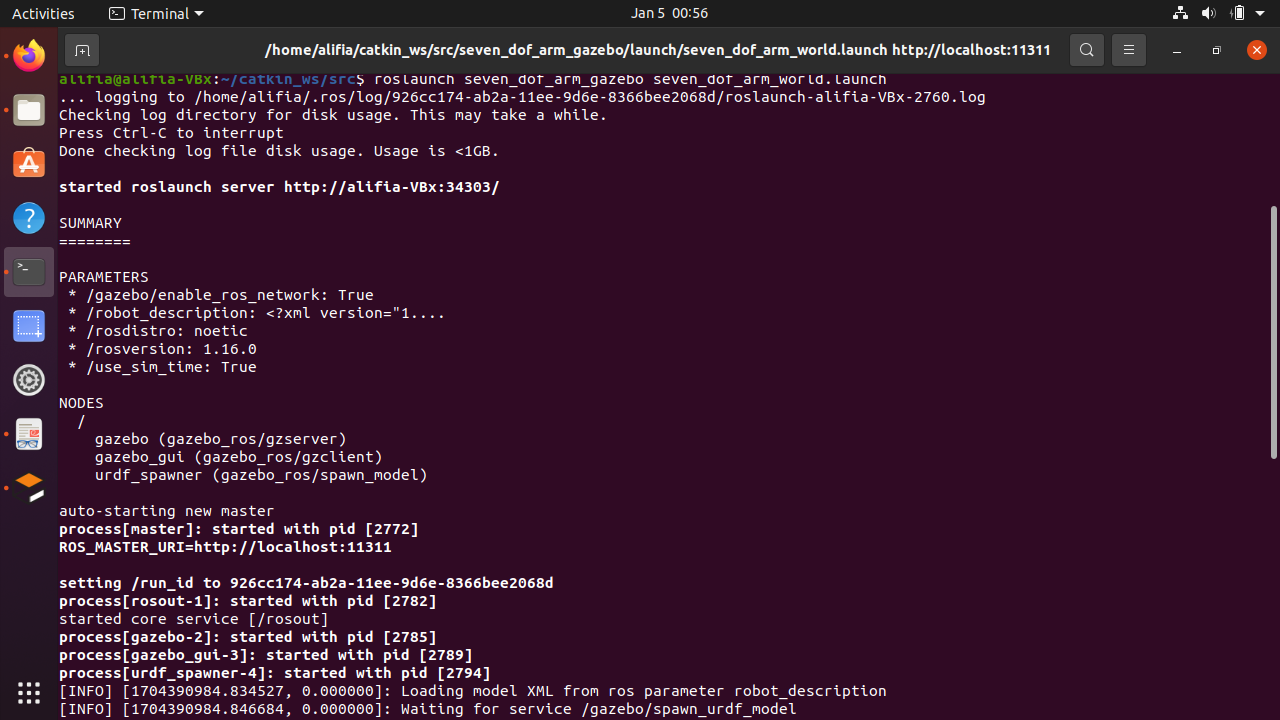 Activities
Terminal
Jan 5 00:56
/home/alifia/catkin_ws/src/seven_dof_arm_gazebo/launch/seven_dof_arm_world.launch http://localhost:11311
alifia@alifia-VBx:~/catkin_ws/src$ roslaunch seven_dof_arm_gazebo seven_dof_arm_world.launch
... logging to /home/alifia/.ros/log/926cc174-ab2a-11ee-9d6e-8366bee2068d/roslaunch-alifia-VBx-2760.log
Checking log directory for disk usage. This may take a while.
Press Ctrl-C to interrupt
Done checking log file disk usage. Usage is <1GB.
started roslaunch server http://alifia-VBx:34303/
SUMMARY
========
PARAMETERS
 * /gazebo/enable_ros_network: True
 * /robot_description: <?xml version="1....
 * /rosdistro: noetic
 * /rosversion: 1.16.0
 * /use_sim_time: True
NODES
  /
    gazebo (gazebo_ros/gzserver)
    gazebo_gui (gazebo_ros/gzclient)
    urdf_spawner (gazebo_ros/spawn_model)
auto-starting new master
process[master]: started with pid [2772]
ROS_MASTER_URI=http://localhost:11311
setting /run_id to 926cc174-ab2a-11ee-9d6e-8366bee2068d
process[rosout-1]: started with pid [2782]
started core service [/rosout]
process[gazebo-2]: started with pid [2785]
process[gazebo_gui-3]: started with pid [2789]
process[urdf_spawner-4]: started with pid [2794]
[INFO] [1704390984.834527, 0.000000]: Loading model XML from ros parameter robot_description
[INFO] [1704390984.846684, 0.000000]: Waiting for service /gazebo/spawn_urdf_model